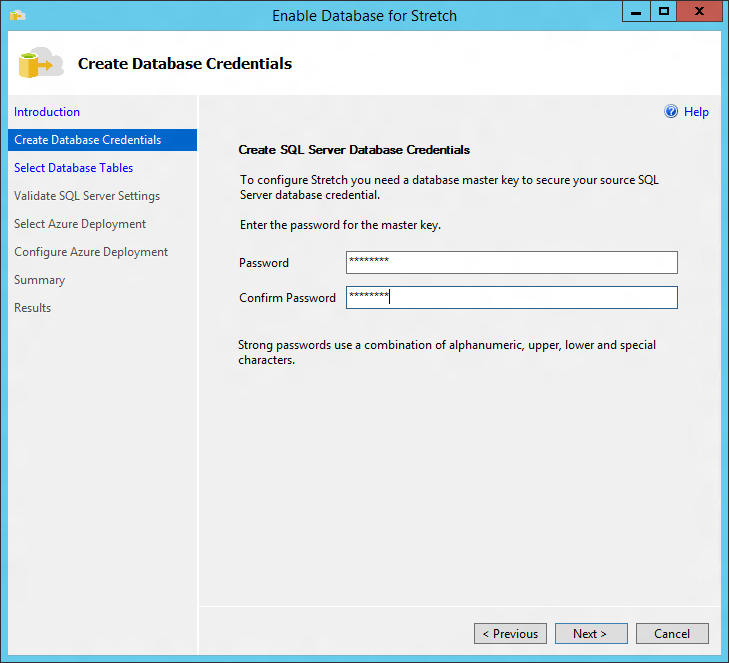 Enable Database for Stretch
Create Database Credentials
Introduction
Create Database Credentials
Select Database Tables
Validate SQL Server Settings
Select Azure Deployment
Configure Azure Deployment
Summary
Results
? Help
Create SQL Server Database Credentials
To configure Stretch you need a database master key to secure your source SQL
Server database credential.
Enter the password for the master key.
Password ********
Confirm Password ********
Strong passwords use a combination of alphanumeric, upper, lower and special
characters.
< Previous Next > Cancel